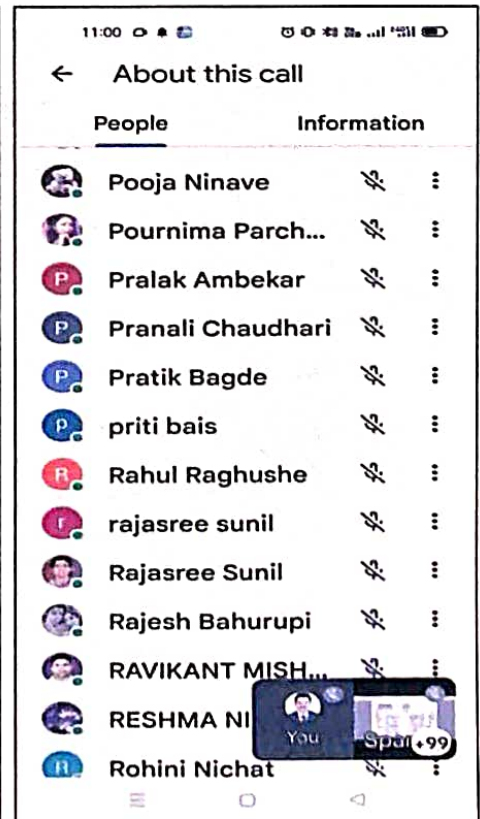 11:00
About this call
People Information
Pooja Ninave
Pournima Parch...
P Pralak Ambekar
P Pranali Chaudhari
P Pratik Bagde
p priti bais
R Rahul Raghushe
r rajasree sunil
Rajasree Sunil
Rajesh Bahurupi
RAVIKANT MISH...
RESHMA NI
You +99
R Rohini Nichat